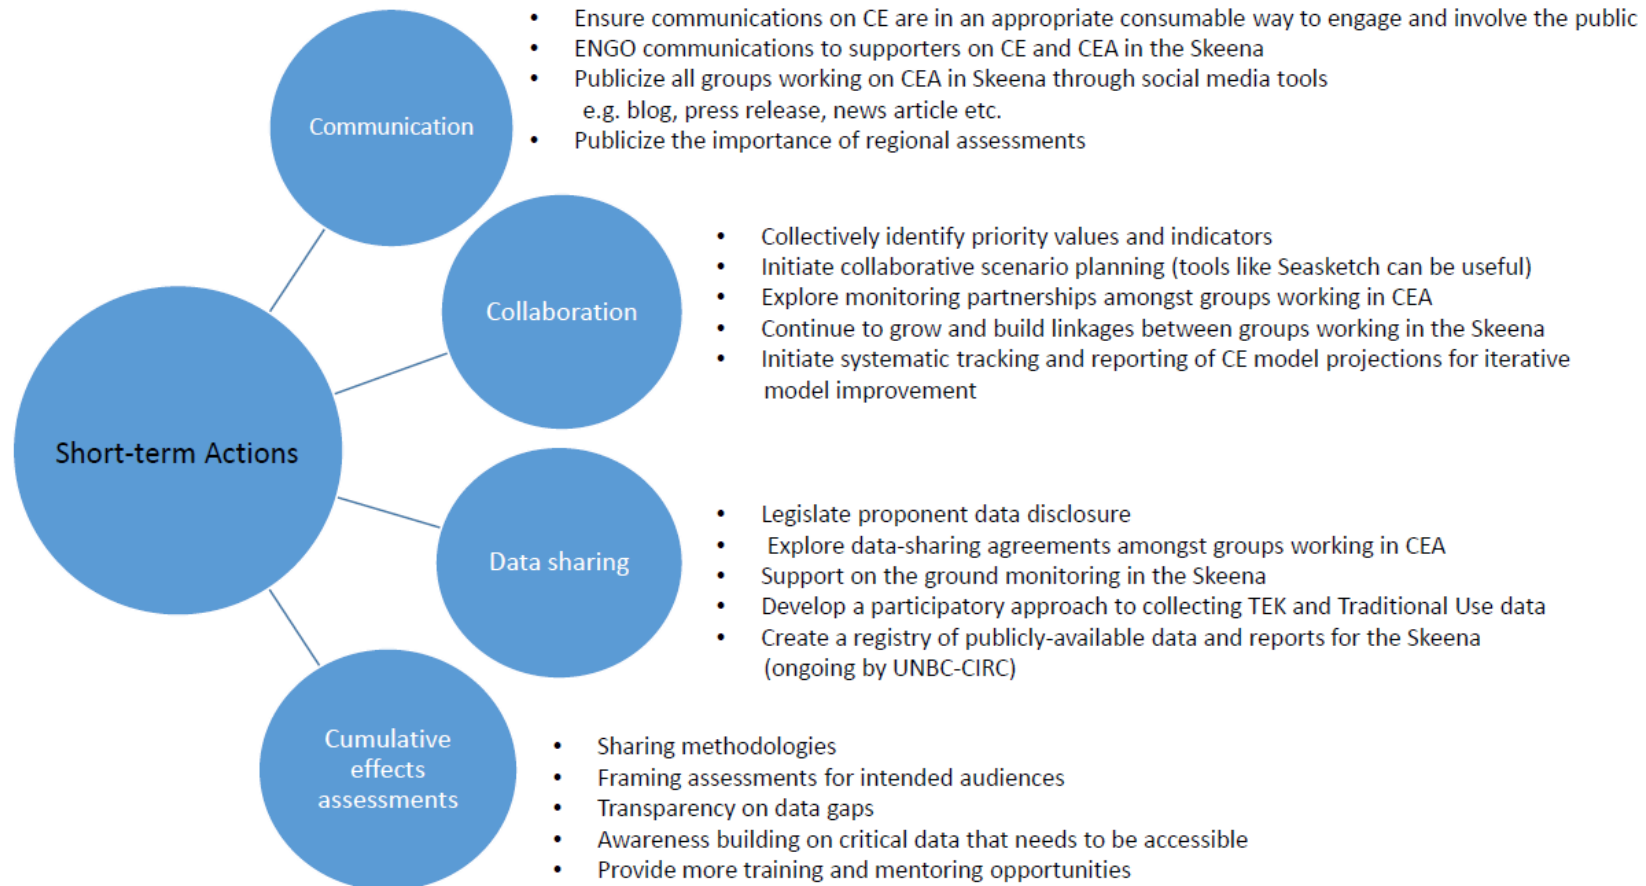 • Ensure communications on CE are in an appropriate consumable way to engage and involve the public
• ENGO communications to supporters on CE and CEA in the Skeena
• Publicize all groups working on CEA in Skeena through social media tools
e.g. blog, press release, news article etc.
• Publicize the importance of regional assessments
Communication
• Collectively identify priority values and indicators
• Initiate collaborative scenario planning (tools like Seasketch can be useful)
• Explore monitoring partnerships amongst groups working in CEA
• Continue to grow and build linkages between groups working in the Skeena
• Initiate systematic tracking and reporting of CE model projections for iterative
model improvement
Collaboration
Short-term Actions
• Legislate proponent data disclosure
• Explore data-sharing agreements amongst groups working in CEA
• Support on the ground monitoring in the Skeena
• Develop a participatory approach to collecting TEK and Traditional Use data
• Create a registry of publicly-available data and reports for the Skeena
(ongoing by UNBC-CIRC)
Data sharing
Cumulative
effects
assessments
• Sharing methodologies
• Framing assessments for intended audiences
• Transparency on data gaps
• Awareness building on critical data that needs to be accessible
• Provide more training and mentoring opportunities